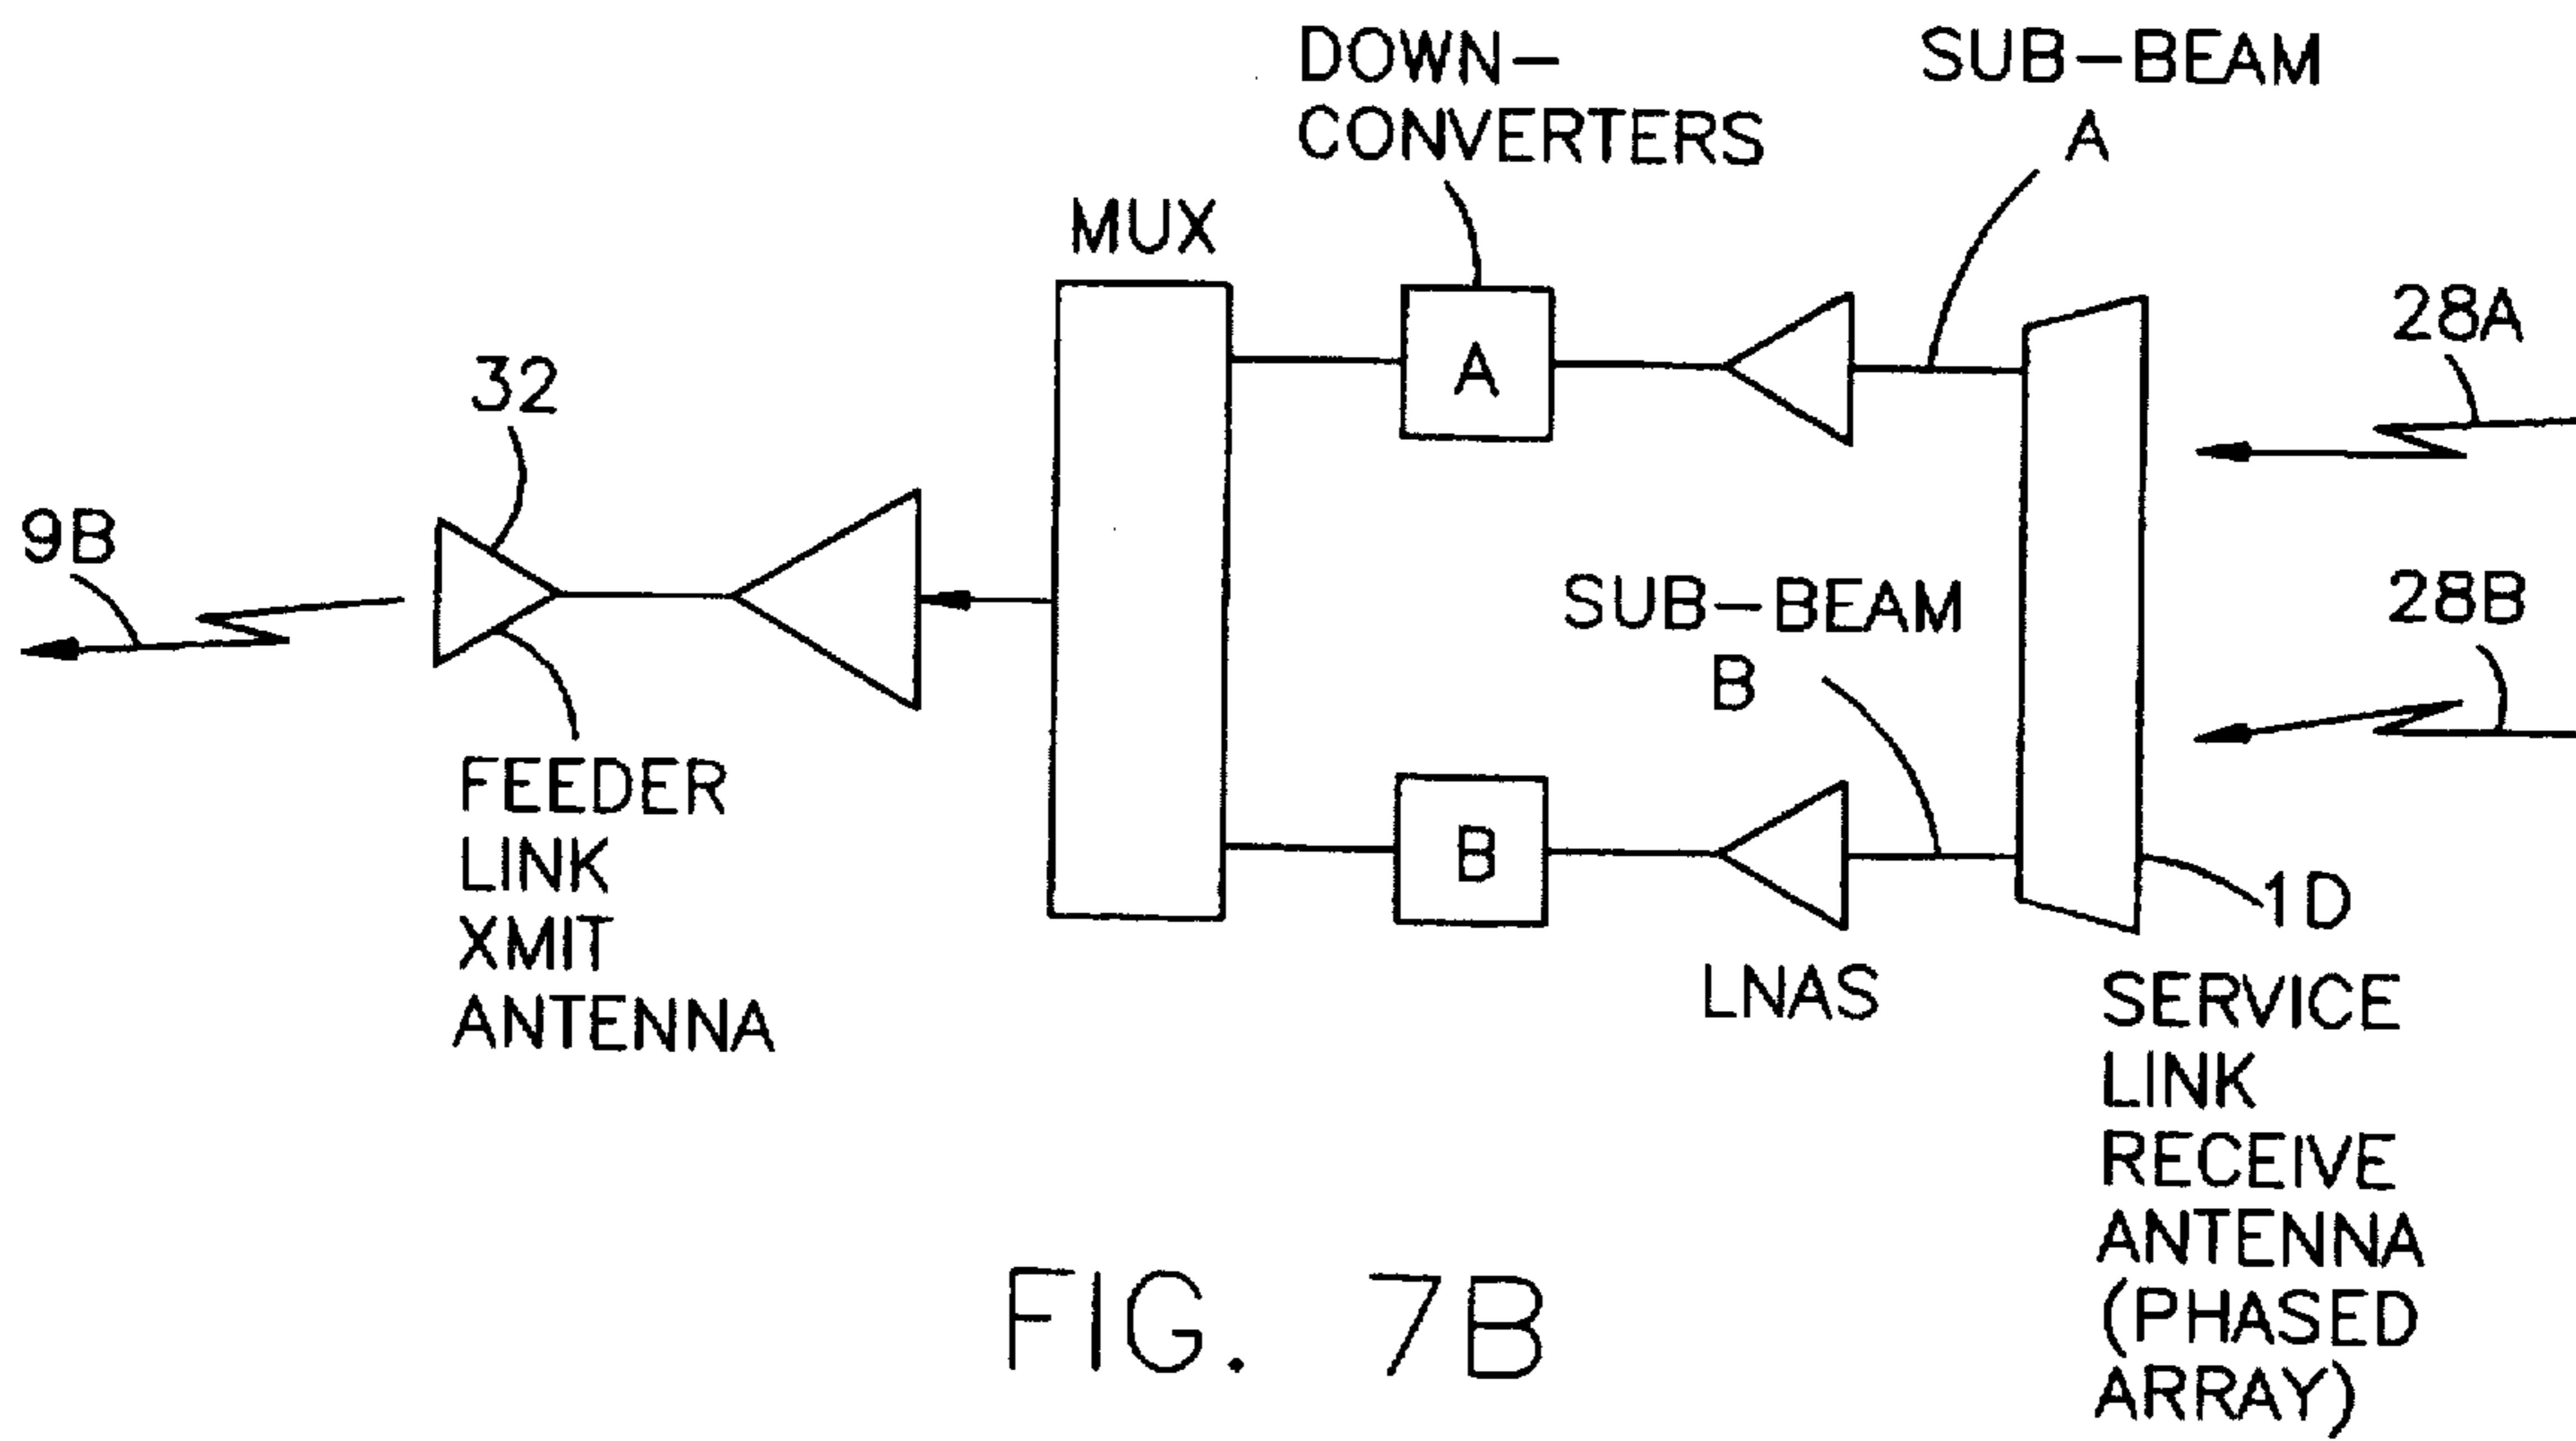 DOWN-
CONVERTERS
SUB-BEAM
A
MUX
28A
32
A
9B
SUB-BEAM
B
28B
FEEDER
LINK
XMIT
ANTENNA
B
1D
LNAS
SERVICE
LINK
RECEIVE
ANTENNA
(PHASED
ARRAY)
FIG. 7B